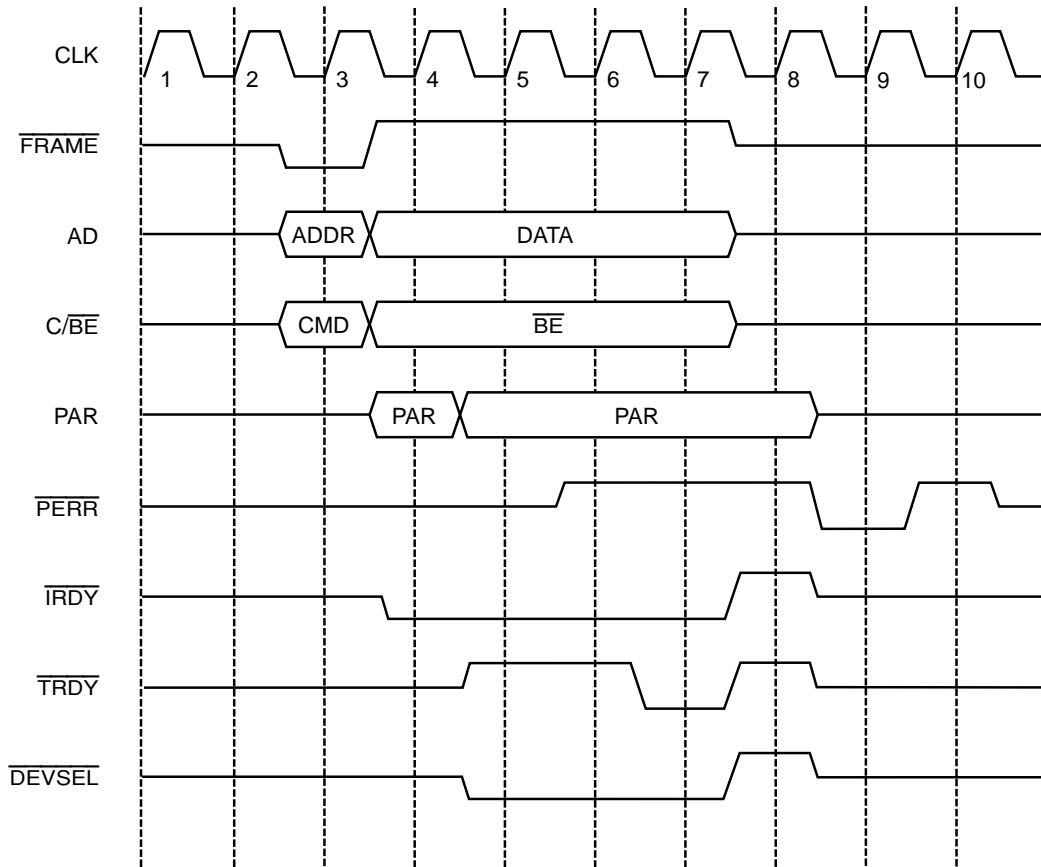 CLK
1 2 3 4 5 6 7 8 9 10
FRAME
AD ADDR DATA
C/BE CMD BE
PAR PAR PAR
PERR
IRDY
TRDY
DEVSEL